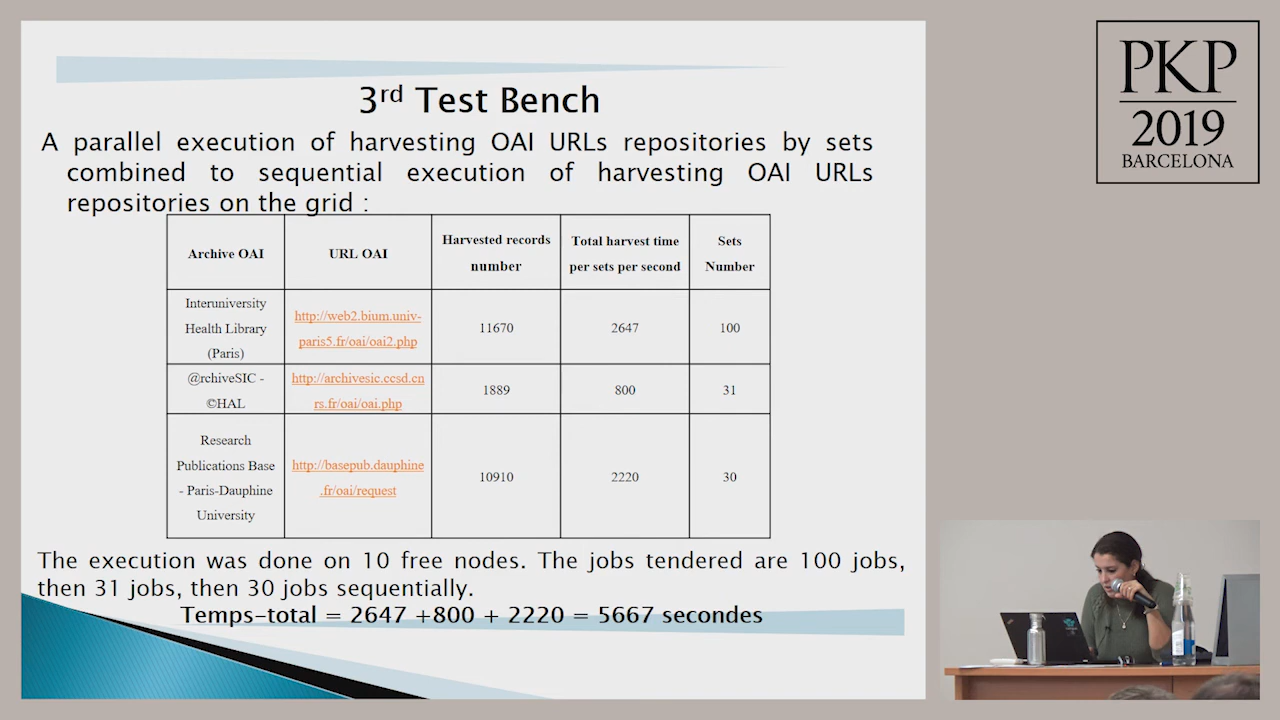 3rd Test Bench
A parallel execution of harvesting OAI URLs repositories by sets
combined to sequential execution of harvesting OAI URLs
repositories on the grid :
Archive OAI
URL OAI
Harvested records
number
Total harvest time
per sets per second
Sets
Number
Interuniversity
Health Library
(Paris)
http://web2.bium.univ-
paris5.fr/oai/oai2.php
11670
2647
100
@rchiveSIC -
©HAL
http://archivesic.ccsd.cn
rs.fr/oai/oai.php
1889
800
31
Research
Publications Base
- Paris-Dauphine
University
http://basepub.dauphine
.fr/oai/request
10910
2220
30
The execution was done on 10 free nodes. The jobs tendered are 100 jobs,
then 31 jobs, then 30 jobs sequentially.
Temps-total = 2647 +800 + 2220 = 5667 secondes
PKP
2019
BARCELONA